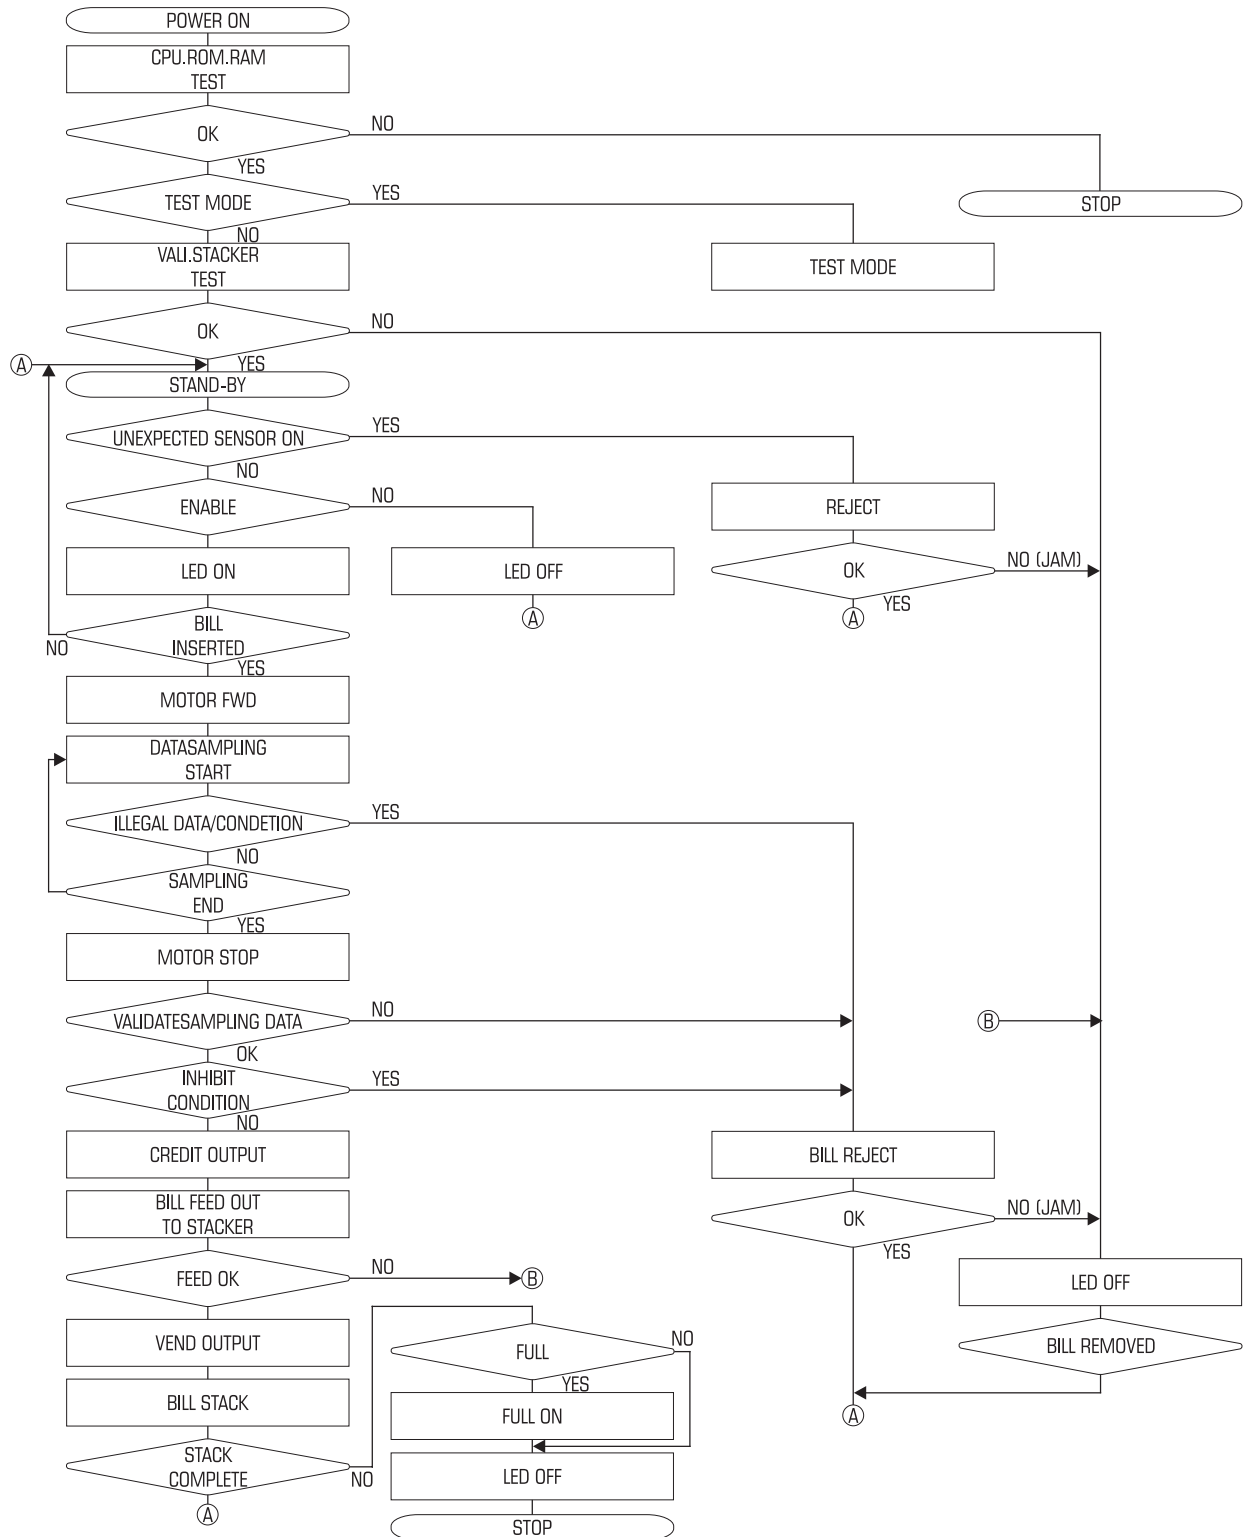 POWER ON
CPU.ROM.RAM
TEST
OK
NO
YES
TEST MODE
YES
STOP
NO
VALI.STACKER
TEST
TEST MODE
OK
NO
A
YES
STAND-BY
UNEXPECTED SENSOR ON
YES
NO
ENABLE
NO
REJECT
LED ON
LED OFF
OK
NO (JAM)
YES
A
A
BILL
INSERTED
NO
YES
MOTOR FWD
DATASAMPLING
START
ILLEGAL DATA/CONDETION
YES
NO
SAMPLING
END
YES
MOTOR STOP
VALIDATESAMPLING DATA
NO
B
OK
INHIBIT
CONDITION
YES
NO
CREDIT OUTPUT
BILL REJECT
BILL FEED OUT
TO STACKER
OK
NO (JAM)
YES
FEED OK
NO
B
LED OFF
VEND OUTPUT
FULL
NO
BILL REMOVED
YES
BILL STACK
FULL ON
A
STACK
COMPLETE
NO
LED OFF
A
STOP